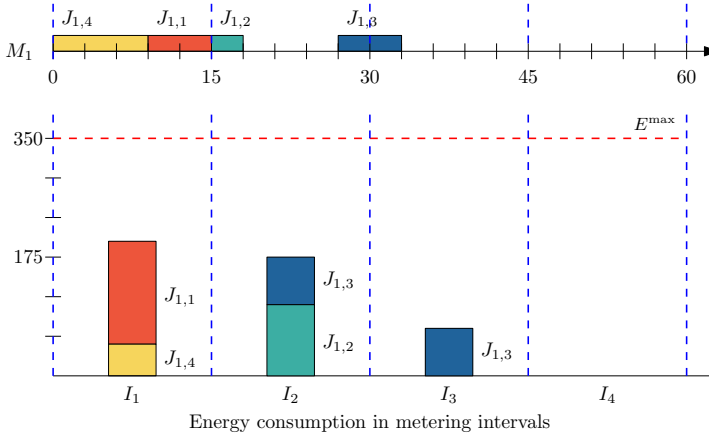 J1,4 J1,1 J1,2 J1,3
M1
0 15 30 45 60
E^max
350
175
J1,1 J1,4
J1,3 J1,2
J1,3
I1 I2 I3 I4
Energy consumption in metering intervals